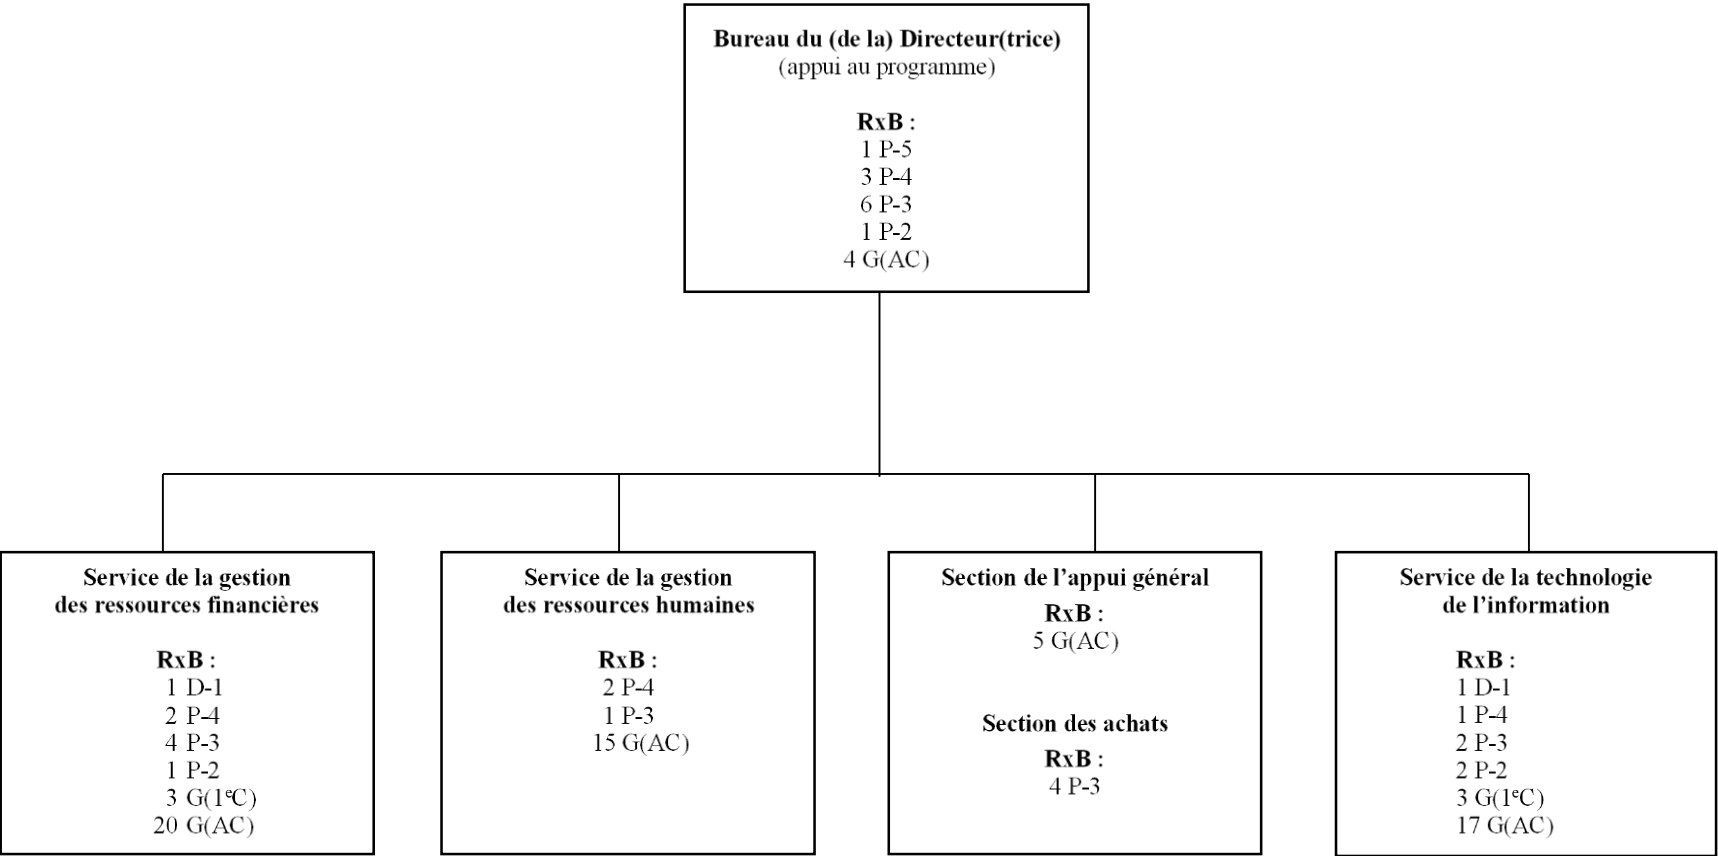 Bureau du (de la) Directeur(trice)
(appui au programme)
RxB :
1 P-5
3 P-4
6 P-3
1 P-2
4 G(AC)
Service de la gestion
des ressources financières
RxB :
1 D-1
2 P-4
4 P-3
1 P-2
3 G(1ᵉC)
20 G(AC)
Service de la gestion
des ressources humaines
RxB :
2 P-4
1 P-3
15 G(AC)
Section de l’appui général
RxB :
5 G(AC)
Section des achats
RxB :
4 P-3
Service de la technologie
de l’information
RxB :
1 D-1
1 P-4
2 P-3
2 P-2
3 G(1ᵉC)
17 G(AC)